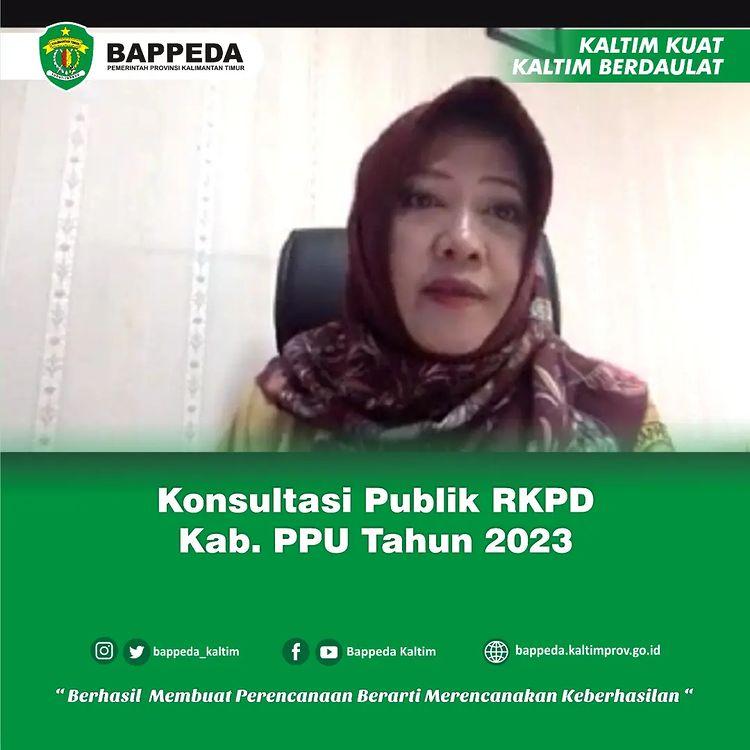 BAPPEDA
PEMERINTAH PROVINSI KALIMANTAN TIMUR
KALTIM KUAT
KALTIM BERDAULAT
Konsultasi Publik RKPD
Kab. PPU Tahun 2023
bappeda_kaltim
Bappeda Kaltim
bappeda.kaltimprov.go.id
“ Berhasil Membuat Perencanaan Berarti Merencanakan Keberhasilan “